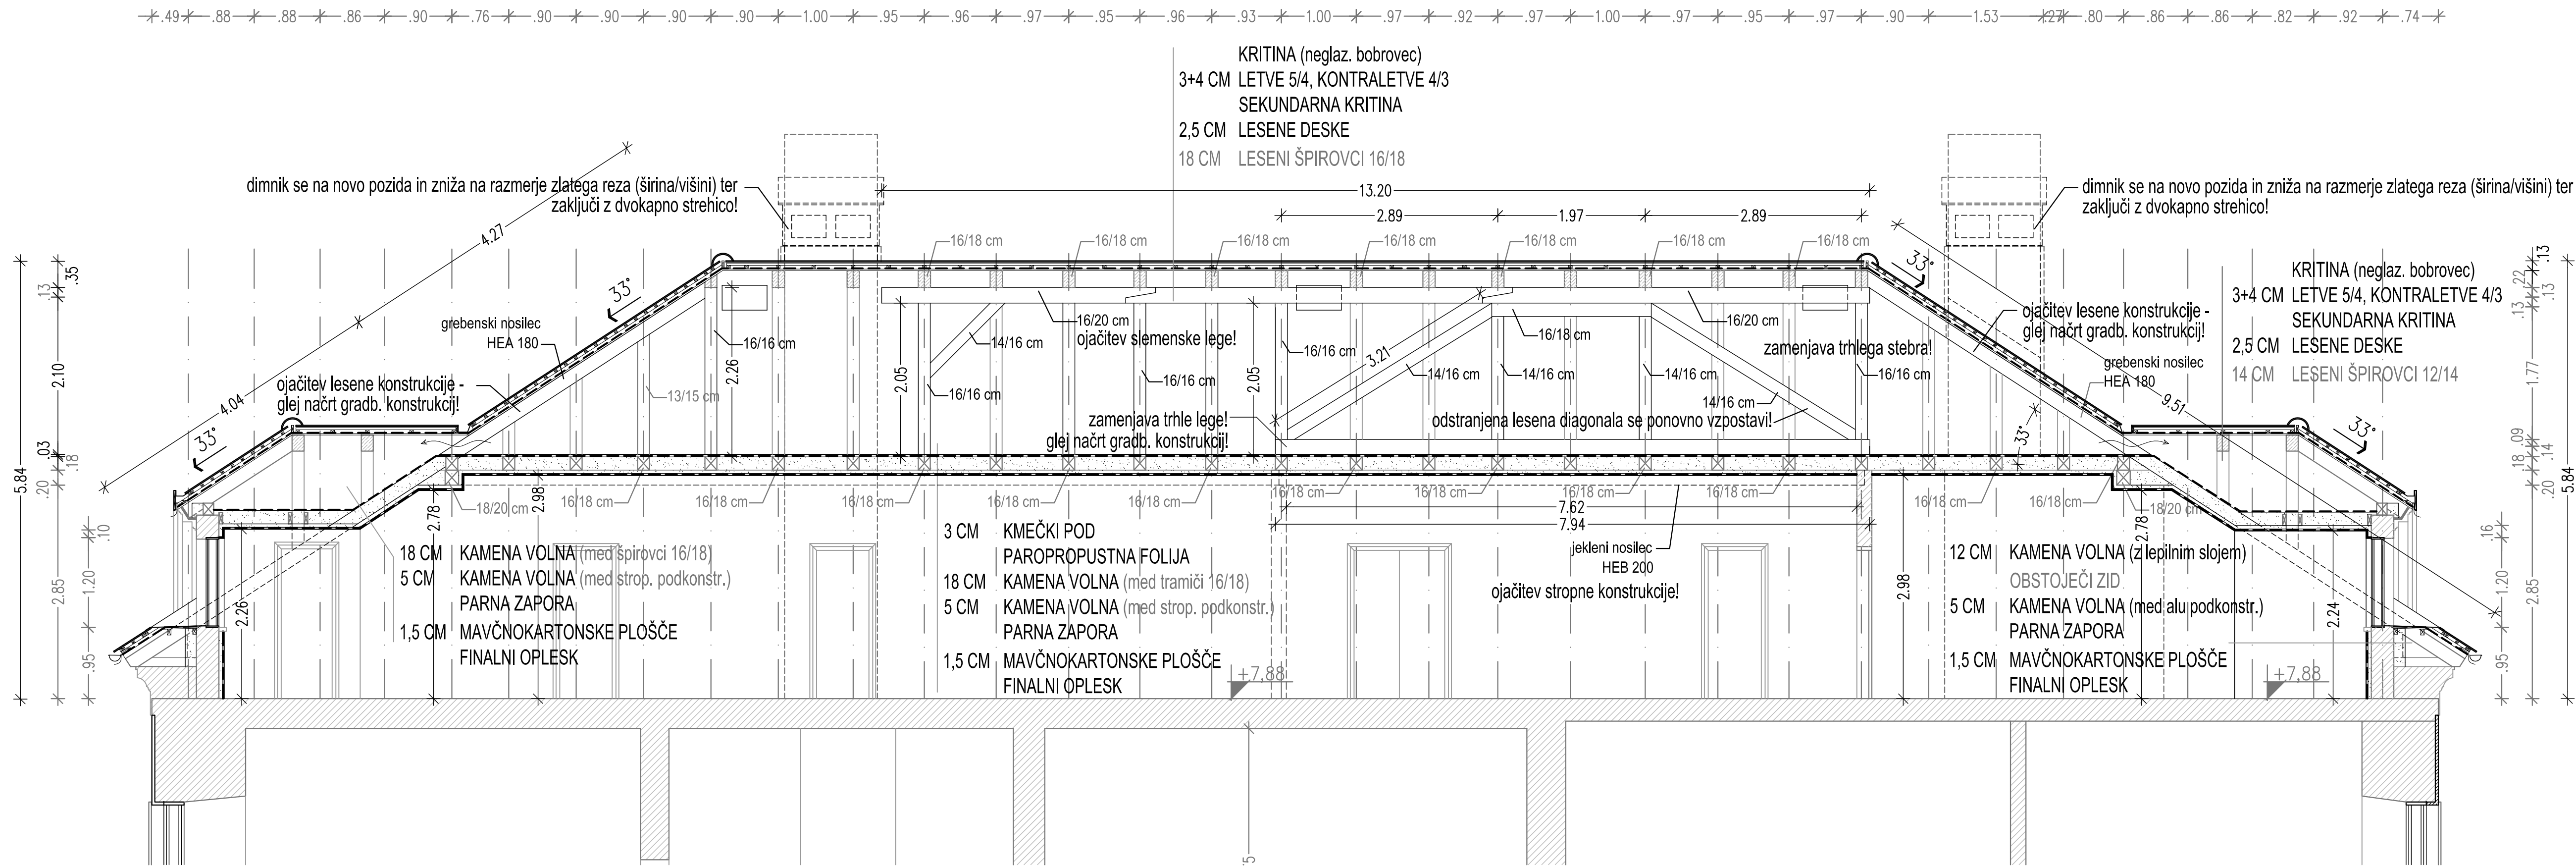 .49 .88 .88 .86 .90 .76 .90 .90 .90 .90 1.00 .95 .96 .97 .95 .96 .93 1.00 .97 .92 .97 1.00 .97 .95 .97 .90 1.53 .27 .80 .86 .86 .82 .92 .74
KRITINA (neglaz. bobrovec)
3+4 CM LETVE 5/4, KONTRALETVE 4/3
SEKUNDARNA KRITINA
2,5 CM LESENE DESKE
18 CM LESENI ŠPIROVCI 16/18
dimnik se na novo pozida in zniža na razmerje zlatega reza (širina/višini) ter
zaključi z dvokapno strehico!
13.20
2.89 1.97 2.89
dimnik se na novo pozida in zniža na razmerje zlatega reza (širina/višini) ter
zaključi z dvokapno strehico!
4.27
4.04
16/18 cm 16/18 cm 16/18 cm 16/18 cm 16/18 cm 16/18 cm 16/18 cm
33°
33°
33°
33°
33°
9.51
KRITINA (neglaz. bobrovec)
3+4 CM LETVE 5/4, KONTRALETVE 4/3
SEKUNDARNA KRITINA
2,5 CM LESENE DESKE
14 CM LESENI ŠPIROVCI 12/14
grebenski nosilec
HEA 180
ojačitev lesene konstrukcije -
glej načrt gradb. konstrukcij!
16/16 cm
2.26
13/15 cm
2.05
14/16 cm
16/16 cm
16/20 cm
ojačitev slemenske lege!
16/16 cm
2.05
16/16 cm
3.21
14/16 cm
16/18 cm
14/16 cm
16/20 cm
zamenjava trhlega stebra!
14/16 cm
14/16 cm
16/16 cm
zamenjava trhle lege!
glej načrt gradb. konstrukcij!
odstranjena lesena diagonala se ponovno vzpostavi!
ojačitev lesene konstrukcije -
glej načrt gradb. konstrukcij!
grebenski nosilec
HEA 180
5.84
.35
.13
2.10
.03
.18
.20
2.85
.10
1.20
.95
.13
.22
.13
.13
1.77
.09
.14
.18
.20
5.84
2.85
.16
1.20
.95
18/20 cm
16/18 cm 16/18 cm 16/18 cm 16/18 cm 16/18 cm 16/18 cm 16/18 cm 16/18 cm 16/18 cm 16/18 cm 16/18 cm
18/20 cm
2.26
2.78
2.98
7.62
7.94
2.98
2.78
2.24
18 CM KAMENA VOLNA (med špirovci 16/18)
5 CM KAMENA VOLNA (med strop. podkonstr.)
PARNA ZAPORA
1,5 CM MAVČNOKARTONSKE PLOŠČE
FINALNI OPLESK
3 CM KMEČKI POD
PAROPROPUSTNA FOLIJA
18 CM KAMENA VOLNA (med tramiči 16/18)
5 CM KAMENA VOLNA (med strop. podkonstr.)
PARNA ZAPORA
1,5 CM MAVČNOKARTONSKE PLOŠČE
FINALNI OPLESK
jekleni nosilec
HEB 200
ojačitev stropne konstrukcije!
12 CM KAMENA VOLNA (z lepilnim slojem)
OBSTOJEČI ZID
5 CM KAMENA VOLNA (med alu podkonstr.)
PARNA ZAPORA
1,5 CM MAVČNOKARTONSKE PLOŠČE
FINALNI OPLESK
+7,88
+7,88